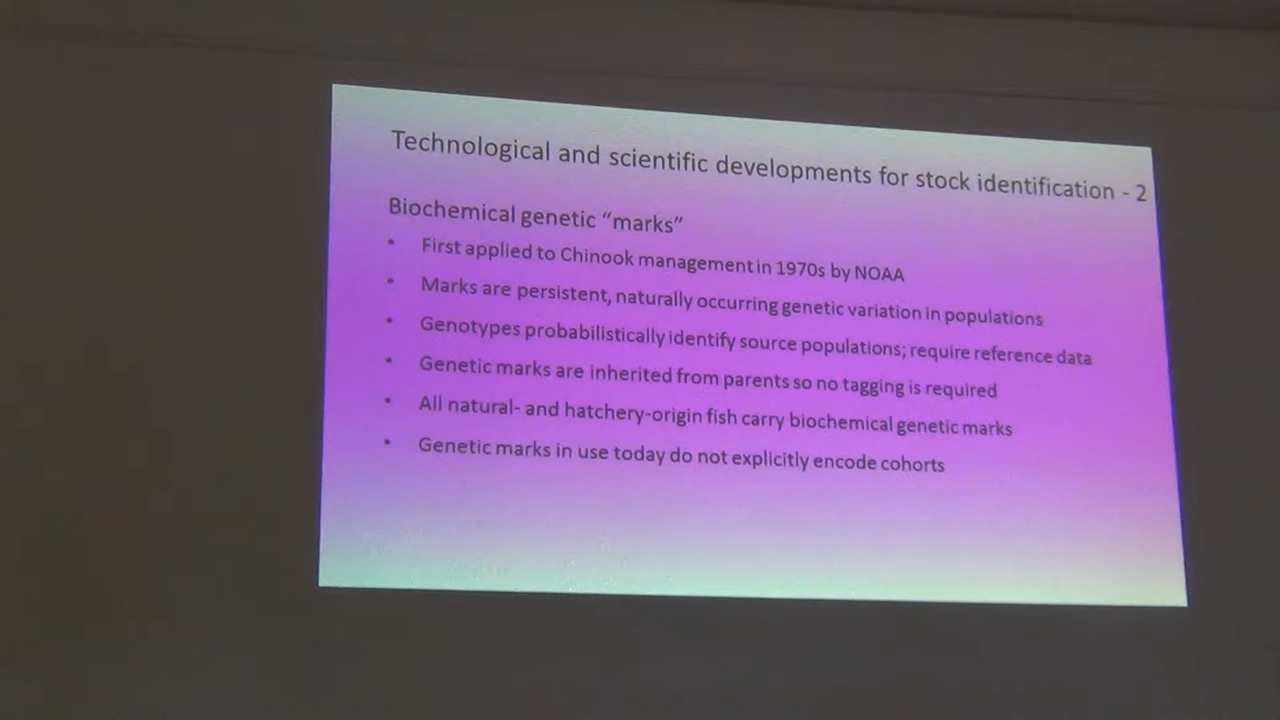 Technological and scientific developments for stock identification - 2
Biochemical genetic “marks”
• First applied to Chinook management in 1970s by NOAA
• Marks are persistent, naturally occurring genetic variation in populations
• Genotypes probabilistically identify source populations; require reference data
• Genetic marks are inherited from parents so no tagging is required
• All natural- and hatchery-origin fish carry biochemical genetic marks
• Genetic marks in use today do not explicitly encode cohorts